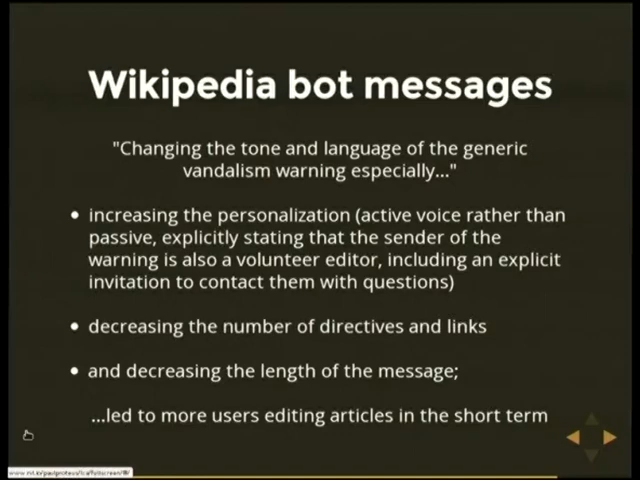 Wikipedia bot messages
"Changing the tone and language of the generic
vandalism warning especially..."
• increasing the personalization (active voice rather than
passive, explicitly stating that the sender of the
warning is also a volunteer editor, including an explicit
invitation to contact them with questions)
• decreasing the number of directives and links
• and decreasing the length of the message;
...led to more users editing articles in the short term